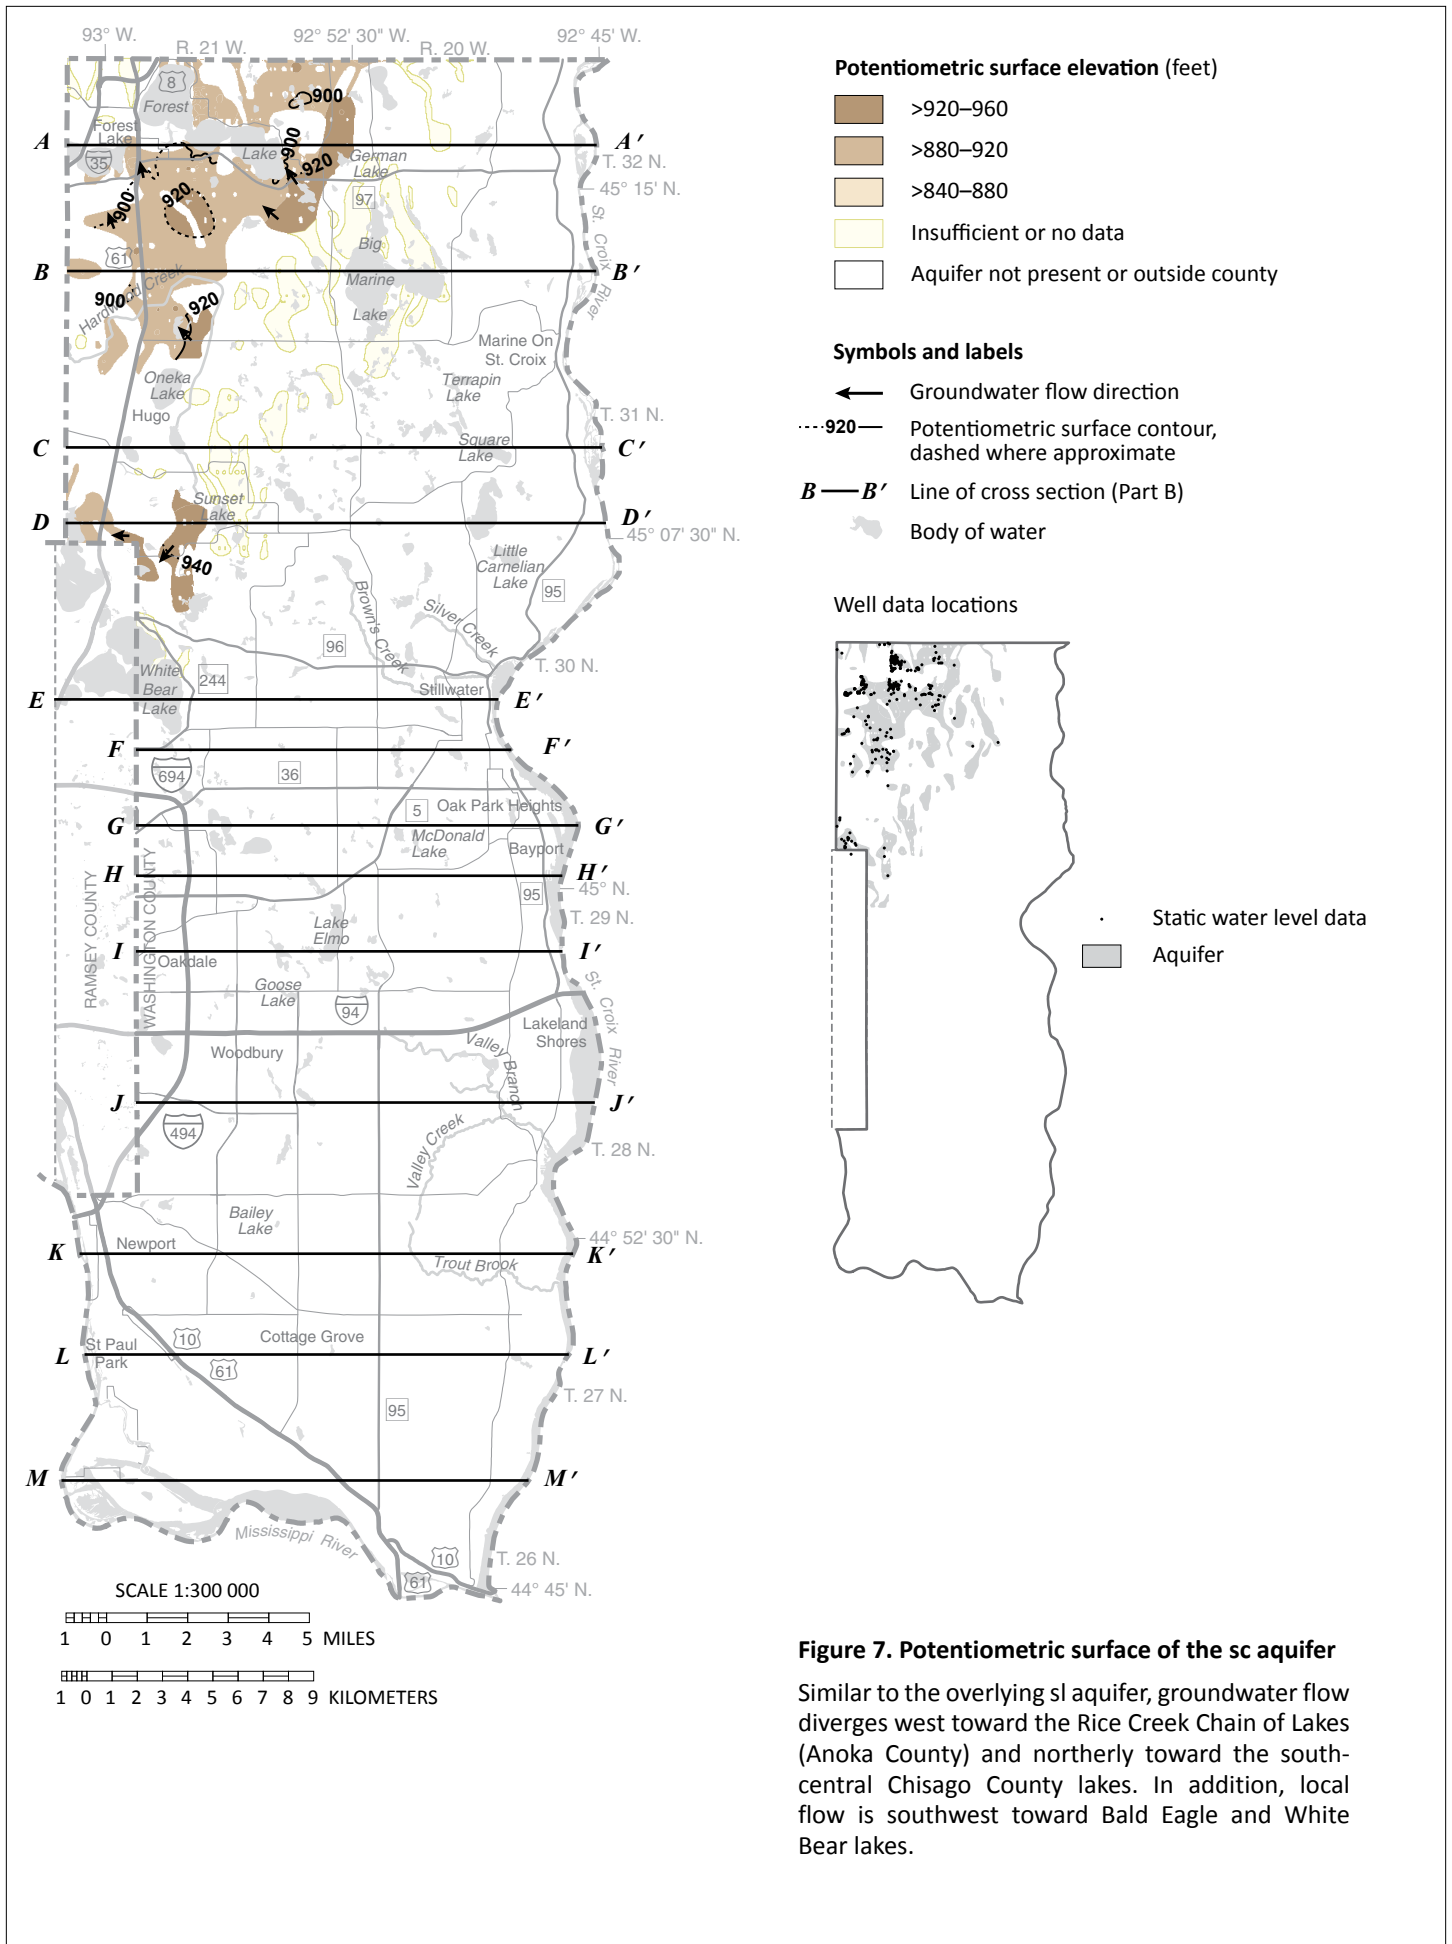 93° W.
R. 21 W.
92° 52' 30" W.
R. 20 W.
92° 45' W.
8
Forest
900
Forest
Lake
A
A'
35
Lake
900
German
Lake
T. 32 N.
920
45° 15' N.
97
900
920
St. Croix River
Big
61
B
B'
Marine
900
Hardwood Creek
920
Lake
Marine On
St. Croix
Oneka
Lake
Terrapin
Lake
Hugo
T. 31 N.
C
Square
Lake
C'
Sunset
Lake
D
D'
45° 07' 30" N.
940
Little
Carnelian
Lake
95
Brown's Creek
Silver Creek
96
T. 30 N.
White
Bear
Lake
244
Stillwater
E
E'
F
F'
694
36
5
Oak Park Heights
G
G'
McDonald
Lake
Bayport
H
H'
45° N.
95
RAMSEY COUNTY
WASHINGTON COUNTY
T. 29 N.
Lake
Elmo
I
I'
Oakdale
Goose
Lake
St. Croix River
94
Lakeland
Shores
Valley Branch
Woodbury
J
J'
494
Valley Creek
T. 28 N.
Bailey
Lake
44° 52' 30" N.
Newport
K
K'
Trout Brook
10
Cottage Grove
St Paul
Park
L
L'
61
T. 27 N.
95
M
M'
Mississippi River
10
T. 26 N.
61
44° 45' N.
SCALE 1:300 000
1 0 1 2 3 4 5 MILES
1 0 1 2 3 4 5 6 7 8 9 KILOMETERS
Potentiometric surface elevation (feet)
>920–960
>880–920
>840–880
Insufficient or no data
Aquifer not present or outside county
Symbols and labels
Groundwater flow direction
920
Potentiometric surface contour,
dashed where approximate
B B'
Line of cross section (Part B)
Body of water
Well data locations
Static water level data
Aquifer
Figure 7. Potentiometric surface of the sc aquifer
Similar to the overlying sl aquifer, groundwater flow
diverges west toward the Rice Creek Chain of Lakes
(Anoka County) and northerly toward the south-
central Chisago County lakes. In addition, local
flow is southwest toward Bald Eagle and White
Bear lakes.